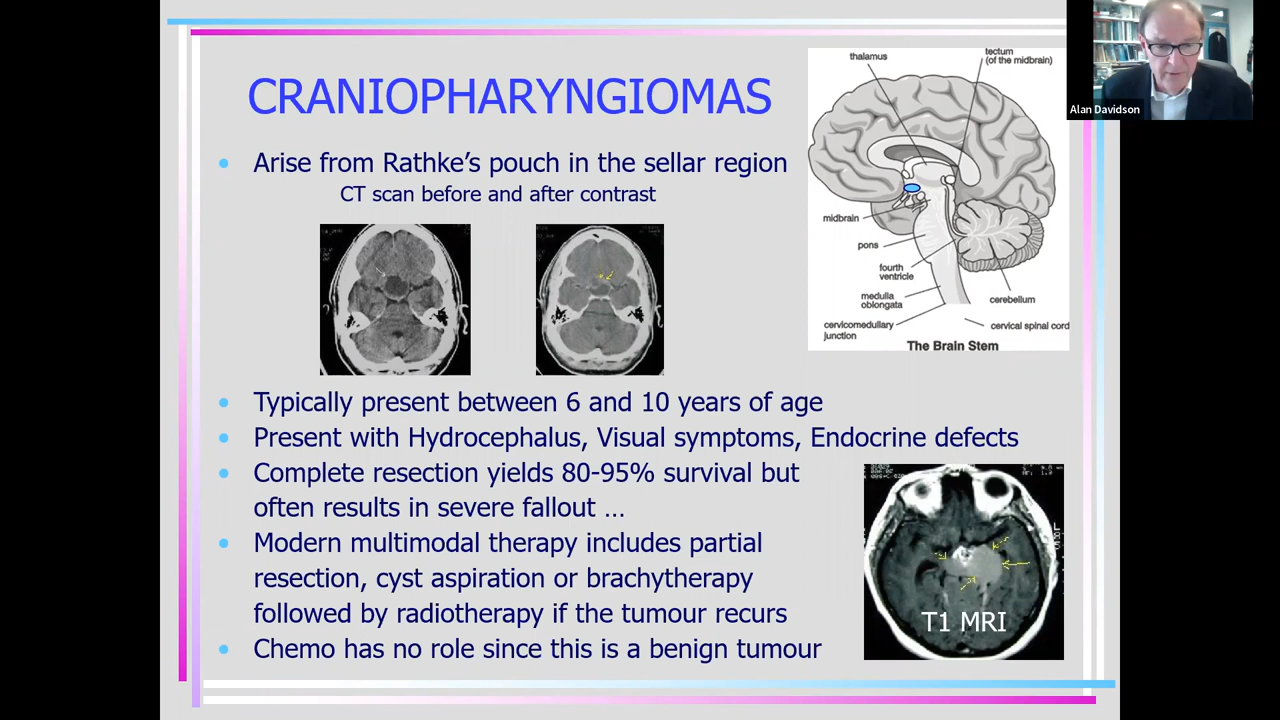 CRANIOPHARYNGIOMAS
Arise from Rathke's pouch in the sellar region
CT scan before and after contrast
thalamus
tectum
(of the midbrain)
midbrain
pons
fourth
ventricle
medulla
oblongata
cerebellum
cervicomedullary
junction
cervical spinal cord
The Brain Stem
Alan Davidson
Typically present between 6 and 10 years of age
Present with Hydrocephalus, Visual symptoms, Endocrine defects
Complete resection yields 80-95% survival but
often results in severe fallout ...
Modern multimodal therapy includes partial
resection, cyst aspiration or brachytherapy
followed by radiotherapy if the tumour recurs
Chemo has no role since this is a benign tumour
T1 MRI